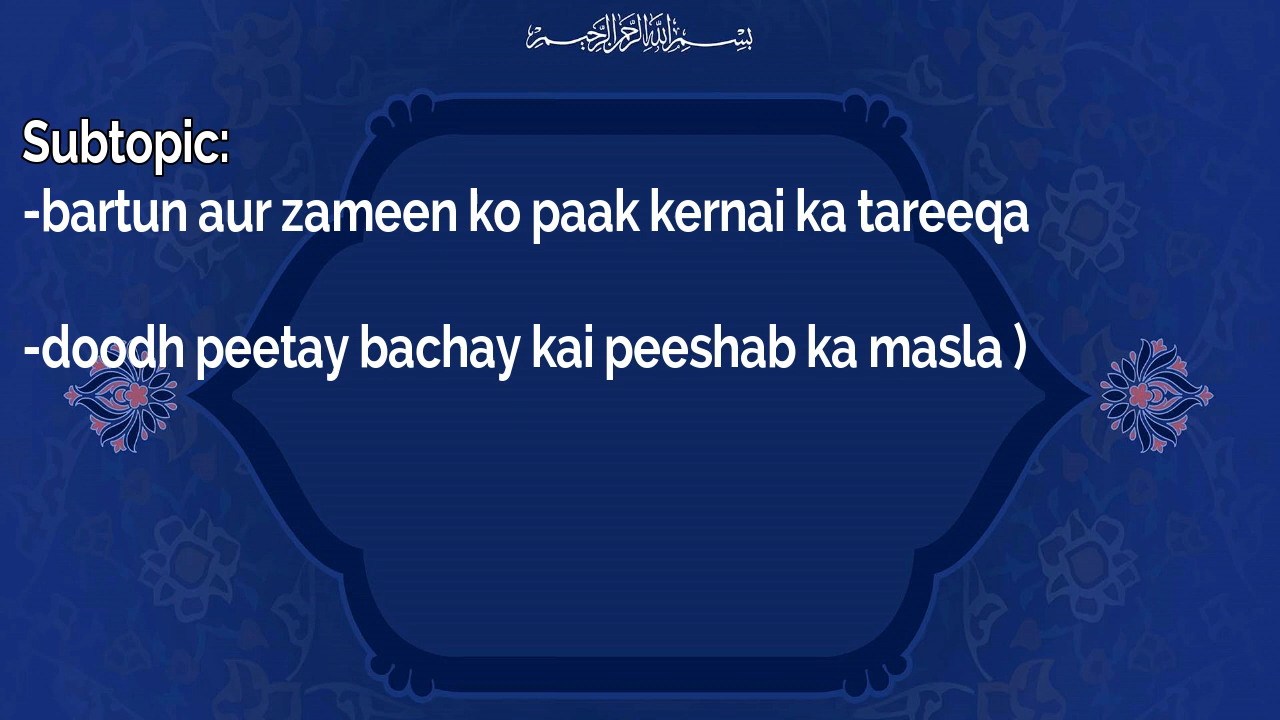 بسم الله الرحمن الرحيم
Subtopic:
-bartun aur zameen ko paak kernai ka tareeqa
-doodh peetay bachay kai peeshab ka masla )